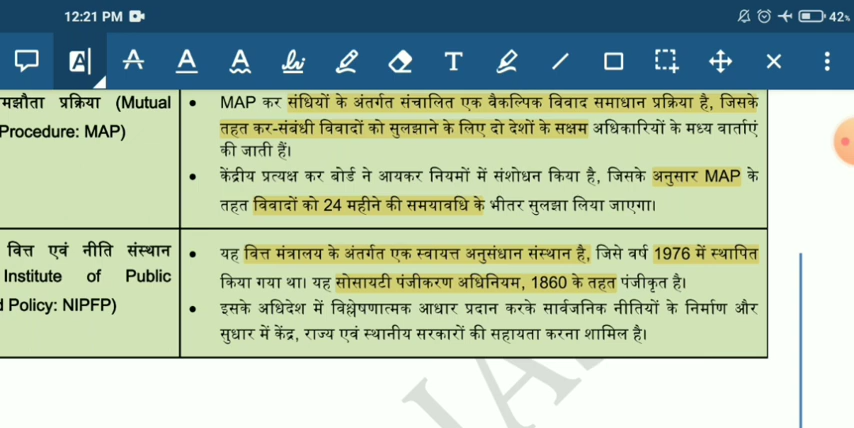 12:21 PM
42%
मझौता प्रक्रिया (Mutual
Procedure: MAP)
• MAP कर संधियों के अंतर्गत संचालित एक वैकल्पिक विवाद समाधान प्रक्रिया है, जिसके
तहत कर-संबंधी विवादों को सुलझाने के लिए दो देशों के सक्षम अधिकारियों के मध्य वार्ताएं
की जाती हैं।
• केंद्रीय प्रत्यक्ष कर बोर्ड ने आयकर नियमों में संशोधन किया है, जिसके अनुसार MAP के
तहत विवादों को 24 महीने की समयावधि के भीतर सुलझा लिया जाएगा।
वित्त एवं नीति संस्थान
Institute of Public
d Policy: NIPFP)
• यह वित्त मंत्रालय के अंतर्गत एक स्वायत्त अनुसंधान संस्थान है, जिसे वर्ष 1976 में स्थापित
किया गया था। यह सोसायटी पंजीकरण अधिनियम, 1860 के तहत पंजीकृत है।
• इसके अधिदेश में विश्लेषणात्मक आधार प्रदान करके सार्वजनिक नीतियों के निर्माण और
सुधार में केंद्र, राज्य एवं स्थानीय सरकारों की सहायता करना शामिल है।